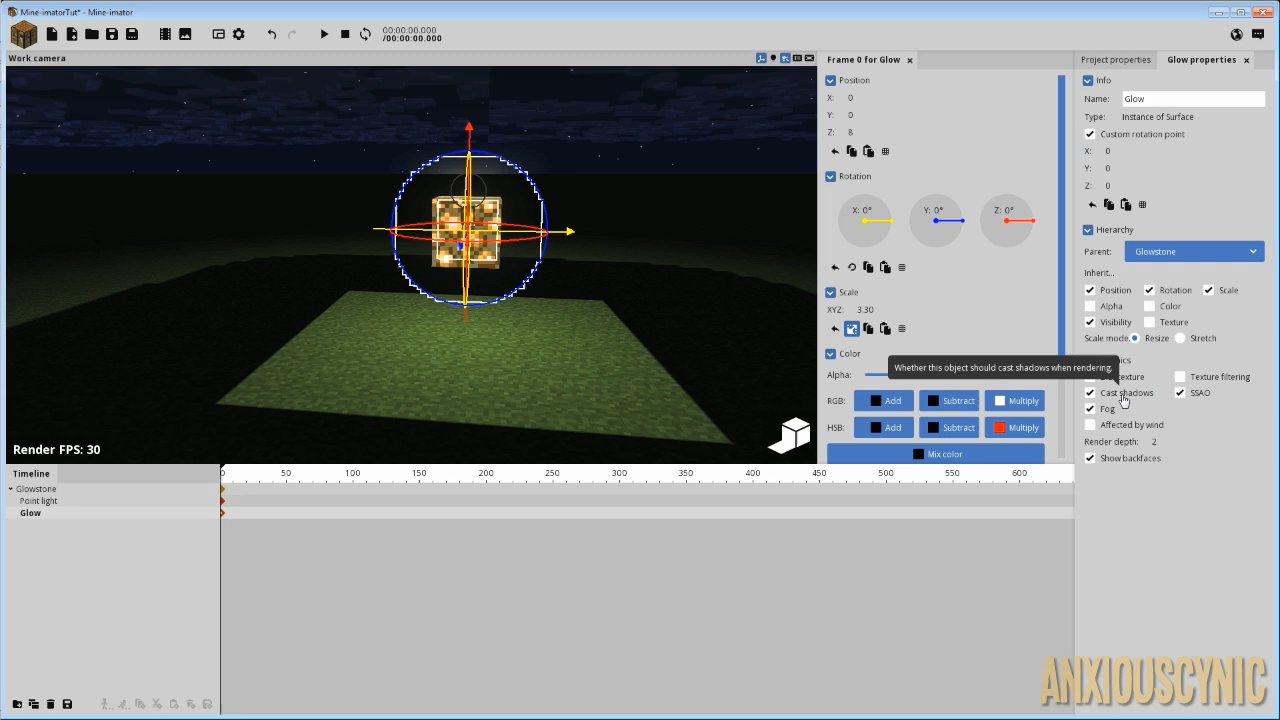 Mine-imatorTut* - Mine-imator
00:00:00.000
/00:00:00.000
Work camera
Render FPS: 30
Frame 0 for Glow
Position
X: 0
Y: 0
Z: 8
Rotation
X: 0° Y: 0° Z: 0°
Scale
XYZ: 3.30
Color
Alpha:
RGB: Add Subtract Multiply
HSB: Add Subtract Multiply
Mix color
Project properties Glow properties
Info
Name: Glow
Type: Instance of Surface
Custom rotation point
X: 0
Y: 0
Z: 0
Hierarchy
Parent: Glowstone
Inherit...
Position Rotation Scale
Alpha Color
Visibility Texture
Scale mode Resize Stretch
Whether this object should cast shadows when rendering.
Texture filtering
Cast shadows SSAO
Fog
Affected by wind
Render depth: 2
Show backfaces
Timeline
0 50 100 150 200 250 300 350 400 450 500 550 600
Glowstone
Point light
Glow
ANXIOUSCYNIC